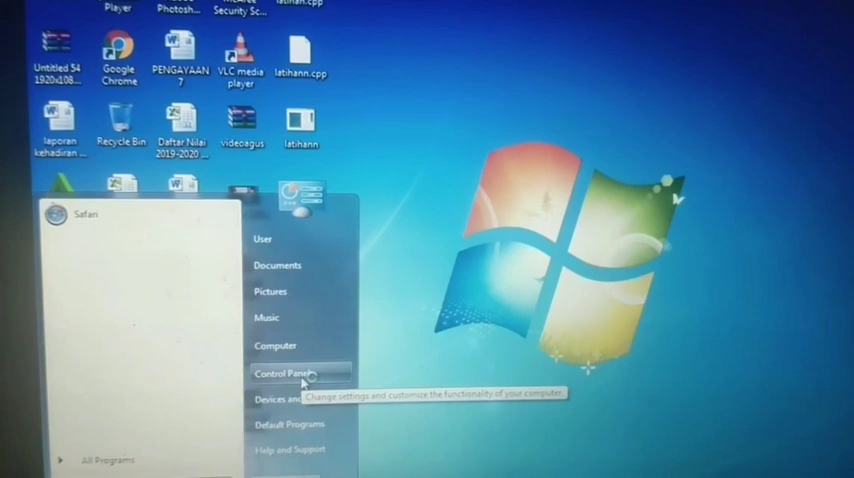 Player
Photosh...
Security Sc...
latihan.cpp
Untitled 54
1920x108...
Google
Chrome
PENGAYAAN
7
VLC media
player
latihann.cpp
laporan
kehadiran ...
Recycle Bin
Daftar Nilai
2019-2020 ...
videoagus
latihann
Safari
User
Documents
Pictures
Music
Computer
Control Panel
Change settings and customize the functionality of your computer.
Devices and
Default Programs
Help and Support
All Programs